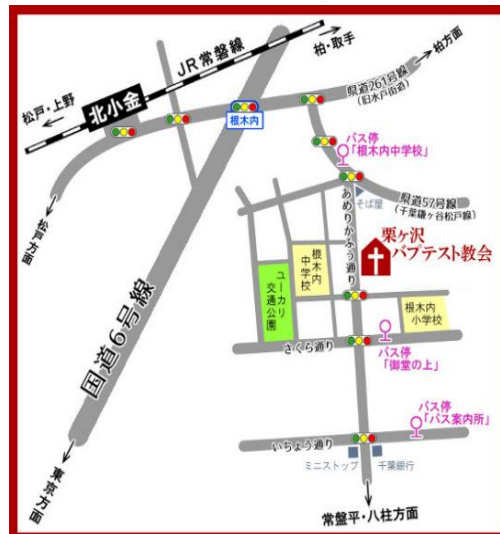 柏・取手
JR常磐線
柏方面
県道261号線
(旧水戸街道)
北小金
松戸・上野
根木内
バス停
「根木内中学校」
松戸方面
そば屋
県道57号線
(千葉鎌ヶ谷松戸線)
あめりかふう通り
栗ヶ沢
バプテスト教会
根木内
中学校
ユーカリ
交通公園
国道6号線
根木内
小学校
さくら通り
バス停
「御堂の上」
バス停
「バス案内所」
いちょう通り
ミニストップ
千葉銀行
東京方面
常盤平・八柱方面